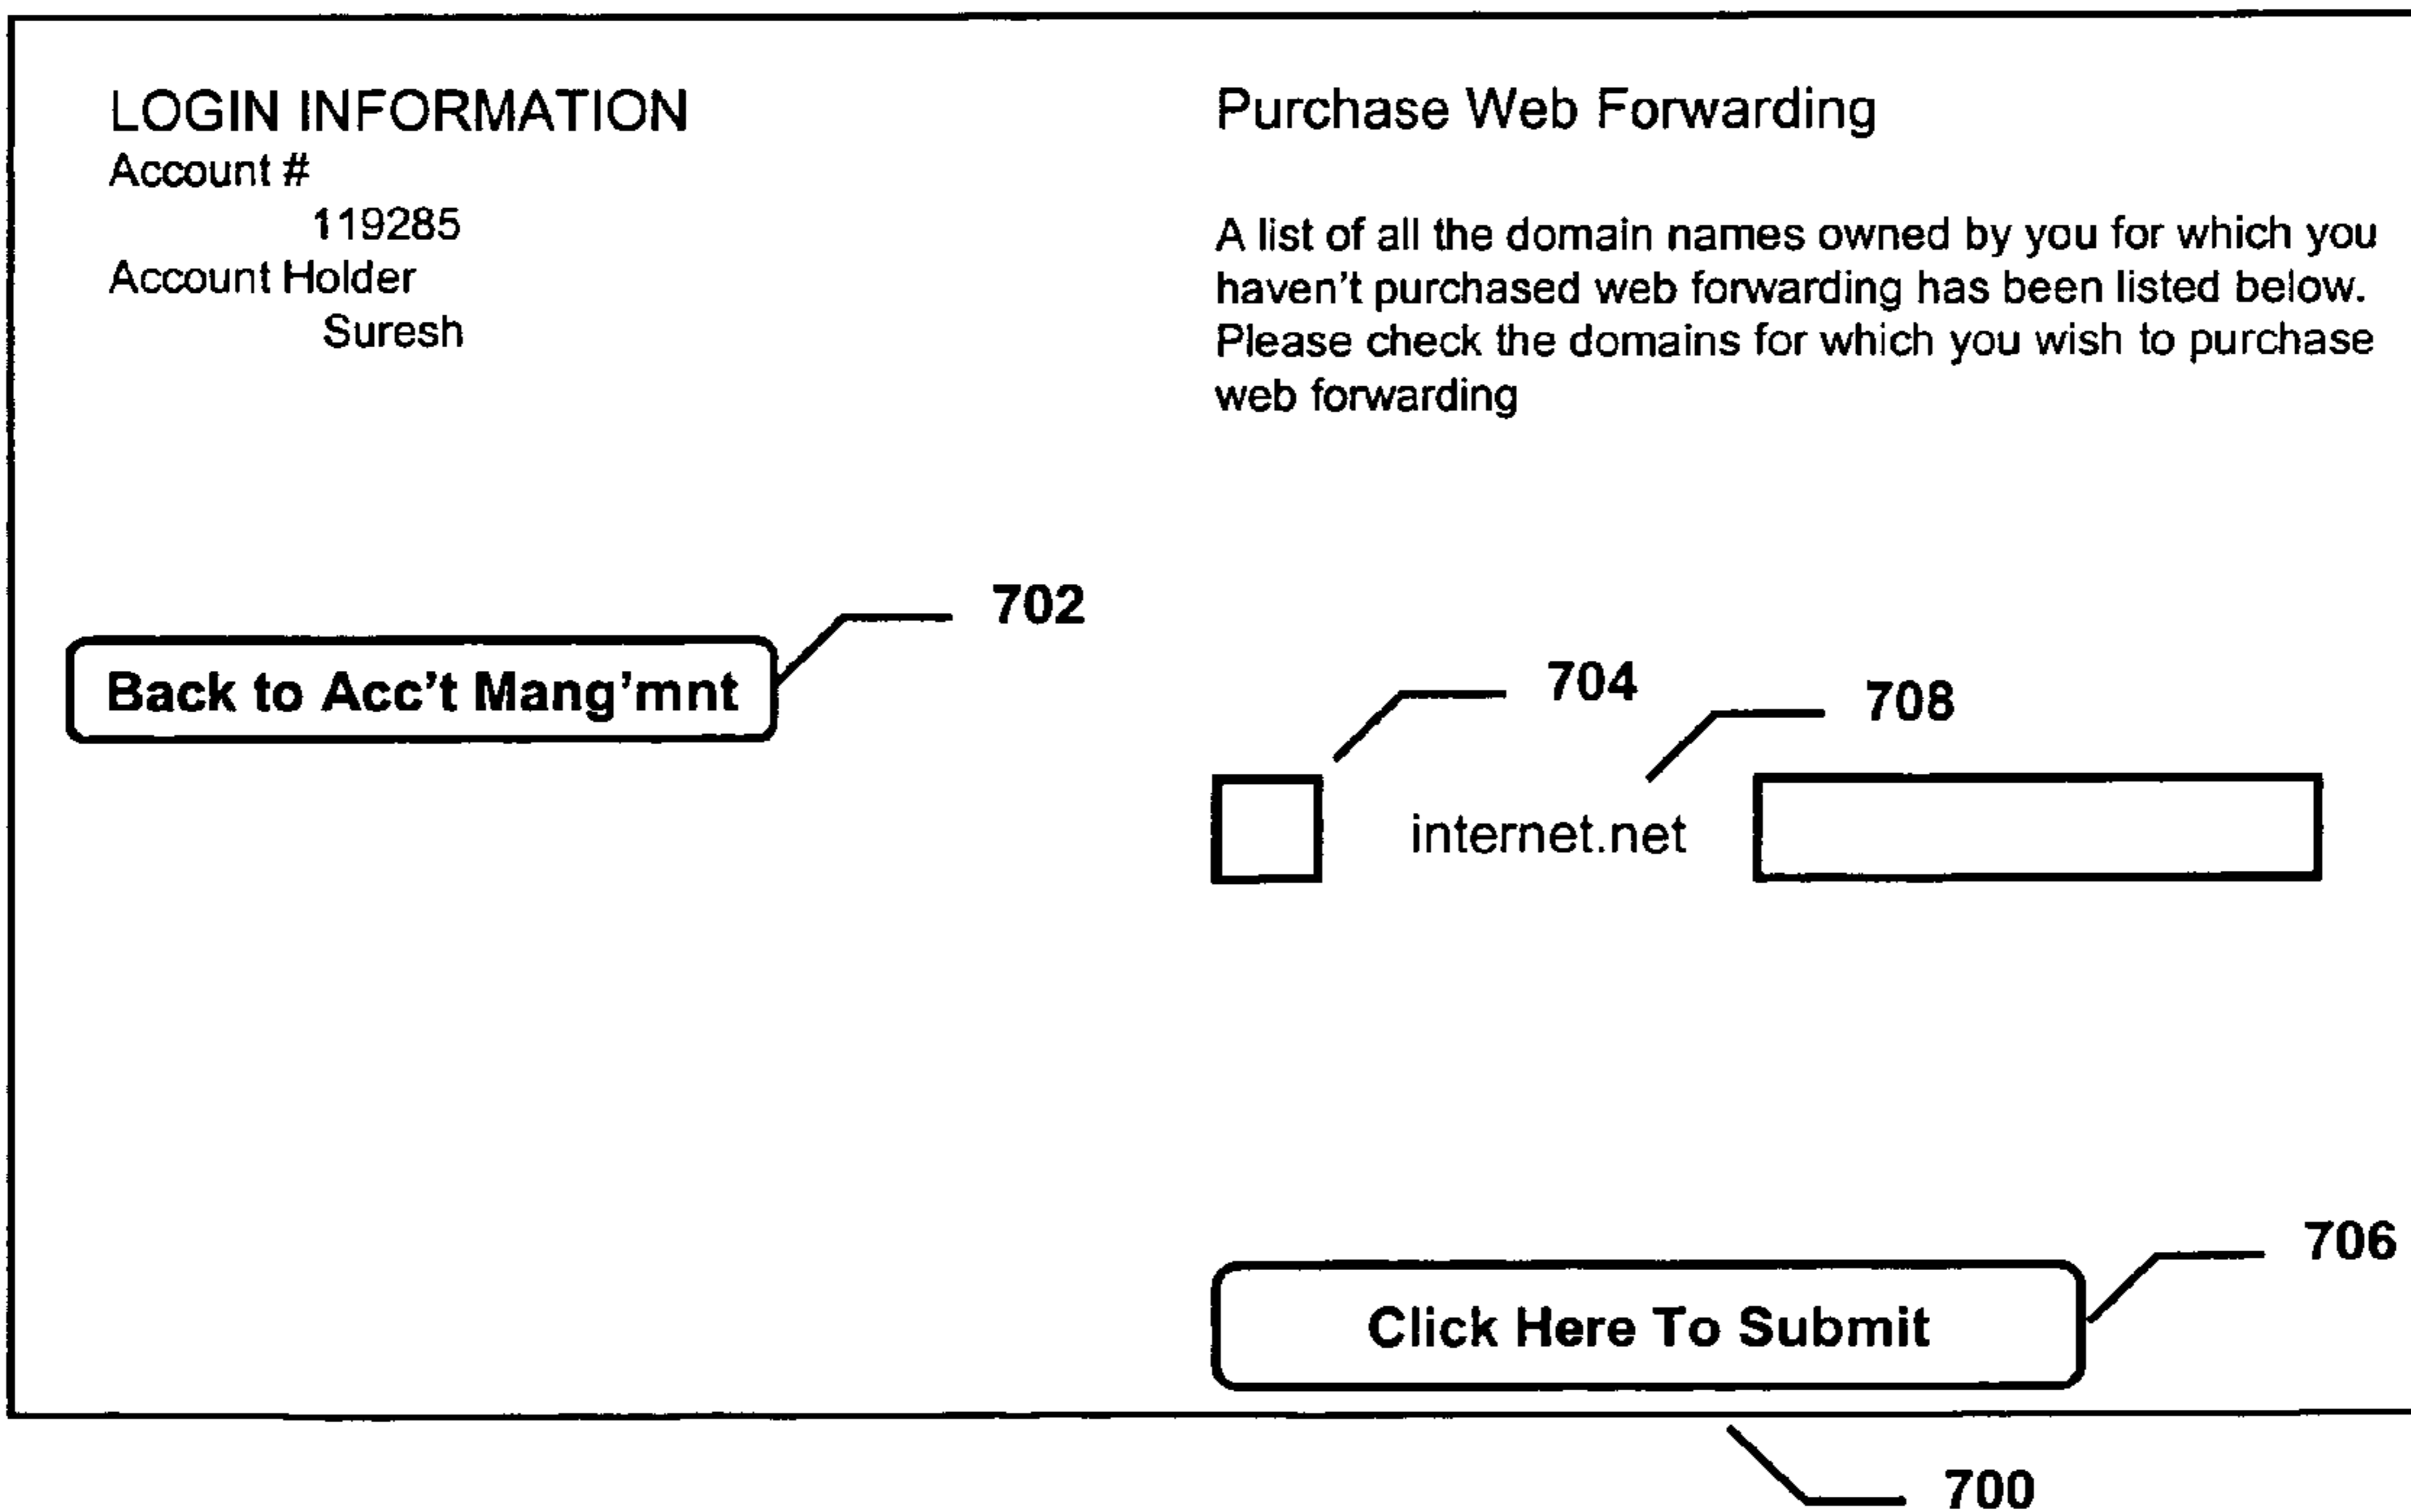 LOGIN INFORMATION
Account #
119285
Account Holder
Suresh
Purchase Web Forwarding
A list of all the domain names owned by you for which you
haven't purchased web forwarding has been listed below.
Please check the domains for which you wish to purchase
web forwarding
702
Back to Acc't Mang'mnt
704
708
internet.net
706
Click Here To Submit
700